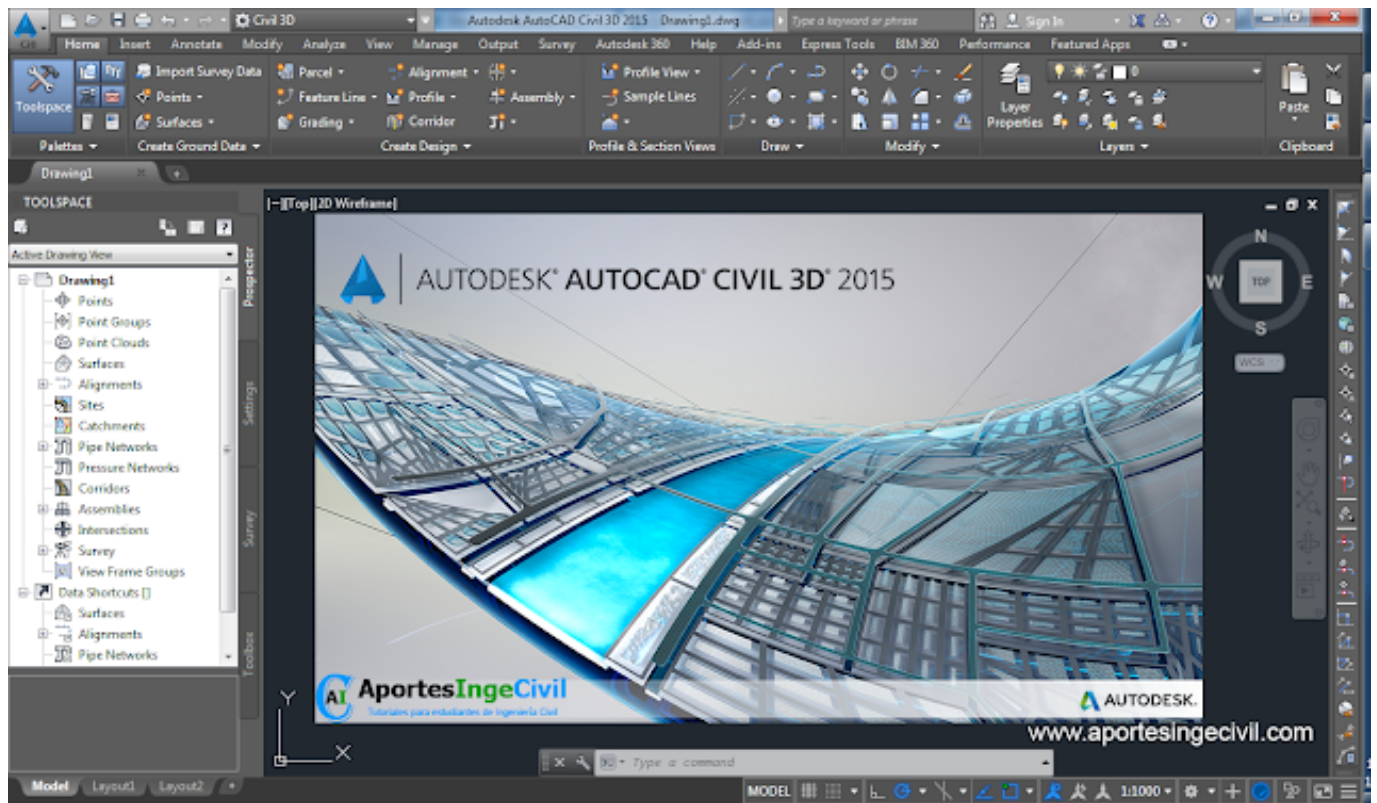 Civil 3D
Autodesk AutoCAD Civil 3D 2015 Drawing1.dwg
Type a keyword or phrase
Sign In
Home Insert Annotate Modify Analyze View Manage Output Survey Autodesk 360 Help Add-ins Express Tools BIM 360 Performance Featured Apps
Toolspace
Import Survey Data Parcel Alignment Profile View
Points Feature Line Profile Assembly Sample Lines
Surfaces Grading Corridor
0
Layer Properties
Paste
Palettes Create Ground Data Create Design Profile & Section Views Draw Modify Layers Clipboard
Drawing1
TOOLSPACE
Active Drawing View
Drawing1
Points
Point Groups
Point Clouds
Surfaces
Alignments
Sites
Catchments
Pipe Networks
Pressure Networks
Corridors
Assemblies
Intersections
Survey
View Frame Groups
Data Shortcuts []
Surfaces
Alignments
Pipe Networks
Prospector
Settings
Survey
Toolbox
[−][Top][2D Wireframe]
AUTODESK® AUTOCAD® CIVIL 3D® 2015
N
W TOP E
S
WCS
AI AportesIngeCivil
Tutoriales para estudiantes de Ingeniería Civil
AUTODESK.
www.aportesingecivil.com
Y
X
Type a command
Model Layout1 Layout2 +
MODEL 1:1000